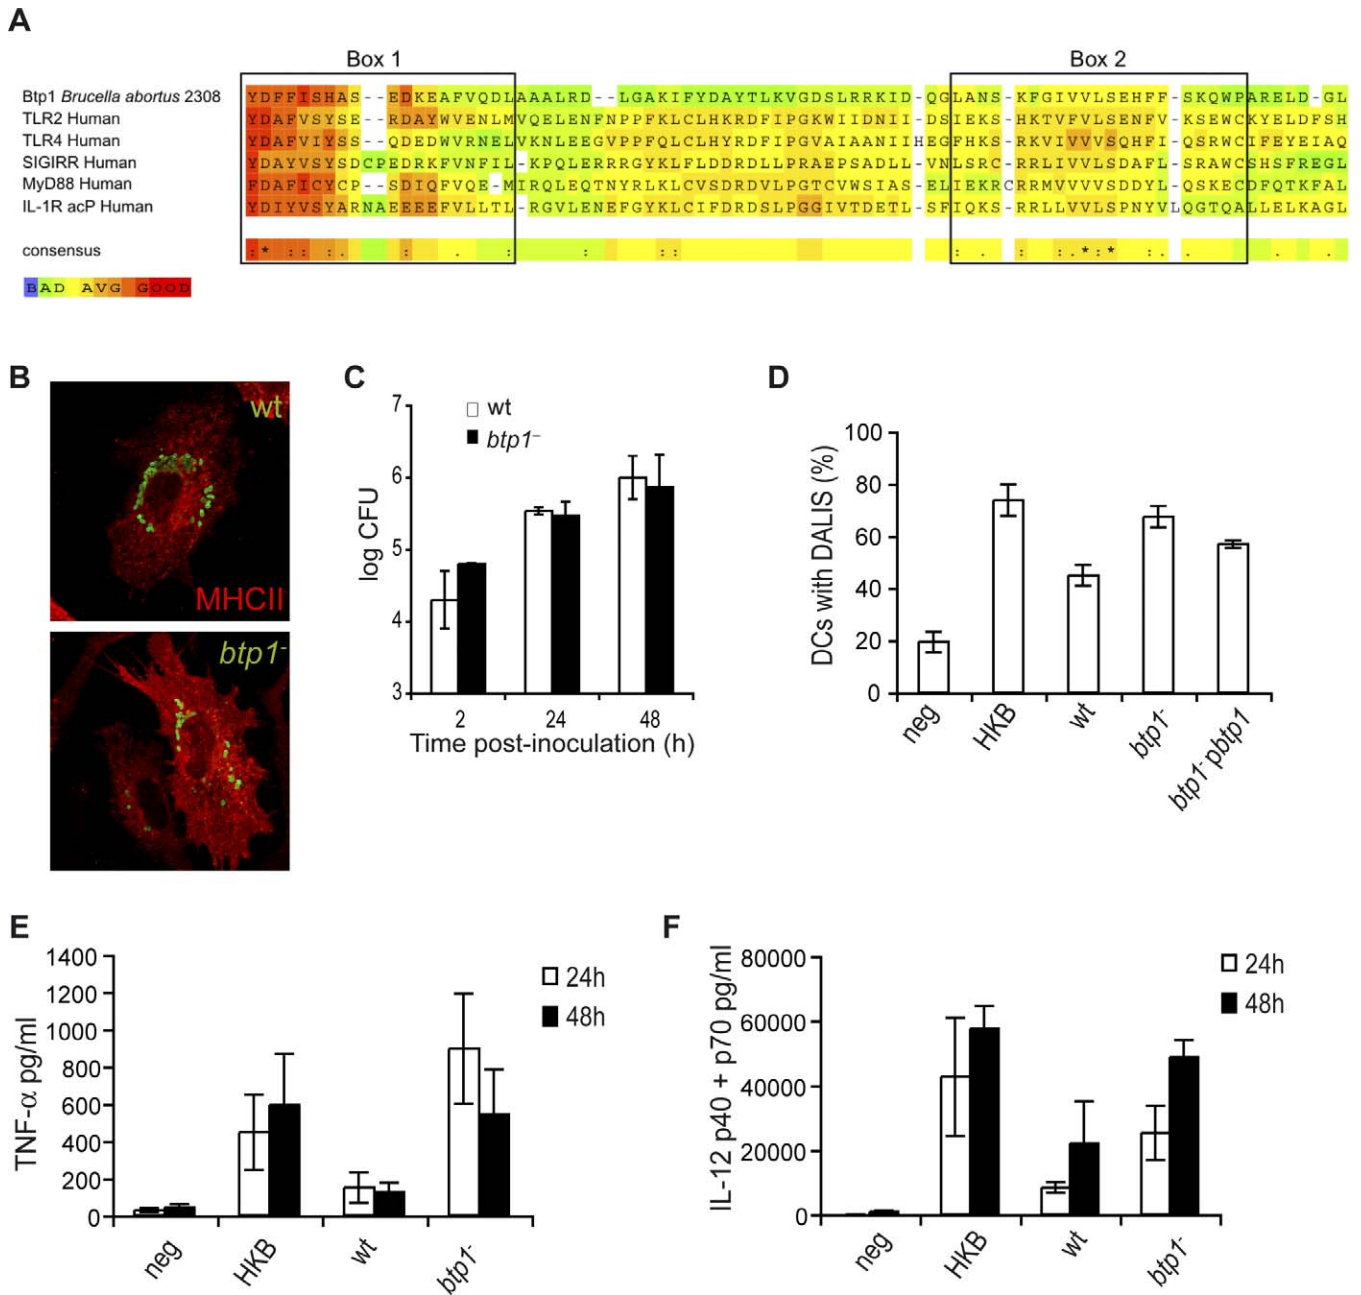 A
Box 1
Box 2
Btp1 Brucella abortus 2308 YDFFISHAS--EDKEAFVQDLAAALRD--LGAKIFYDAYTLKVGDSLRRKID-QGLANS-KFGIVVLSEHFF-SKQWPARELD-GL
TLR2 Human YDAFVSYSE--RDAYWVENLMVQELENFNPPFKLCLHKRDFIPGKWIIDNII-DSIEKS-HKTVFVLSENFV-KSEWCKYELDFSH
TLR4 Human YDAFVIYSS--QDEDWVRNELVKNLEEGVPPFQLCLHYRDFIPGVAIAANIIHEGFHKS-RKVIVVVSQHFI-QSRWCIFEYEIAQ
SIGIRR Human YDAYVSYSDCPEDRKFVNFIL-KPQLERRRGYKLFLDDRDLLPRAEPSADLL-VNLSRC-RRLIVVLSDAFL-SRAWCSHSFREGL
MyD88 Human FDAFICYCP--SDIQFVQE-MIRQLEQTNYRLKLCVSDRDVLPGTCVWSIAS-ELIEKRCRRMVVVVSDDYL-QSKECDFQTKFAL
IL-1R acP Human YDIYVSYARNAEEEEFVLLTL-RGVLENEFGYKLCIFDRDSLPGGIVTDETL-SFIQKS-RRLLVVLSPNYVLQGTQALLELKAGL
consensus :*::::. : . : : :: : . : :.*:* :. . . .
BAD AVG GOOD
B
wt
MHCII
btp1-
C
wt
btp1-
log CFU
7
6
5
4
3
2 24 48
Time post-inoculation (h)
D
DCs with DALIS (%)
100
80
60
40
20
0
neg HKB wt btp1- btp1- pbtp1
E
TNF-α pg/ml
1400
1200
1000
800
600
400
200
0
24h
48h
neg HKB wt btp1-
F
IL-12 p40 + p70 pg/ml
80000
60000
40000
20000
0
24h
48h
neg HKB wt btp1-